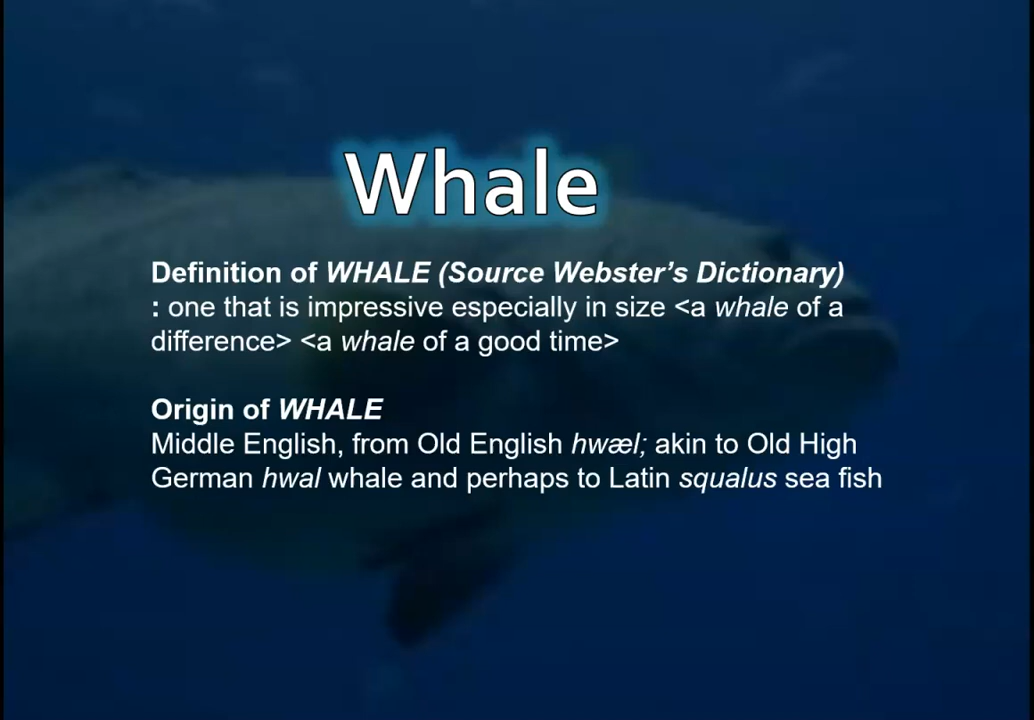 Whale
Definition of WHALE (Source Webster's Dictionary)
: one that is impressive especially in size <a whale of a
difference> <a whale of a good time>
Origin of WHALE
Middle English, from Old English hwæl; akin to Old High
German hwal whale and perhaps to Latin squalus sea fish